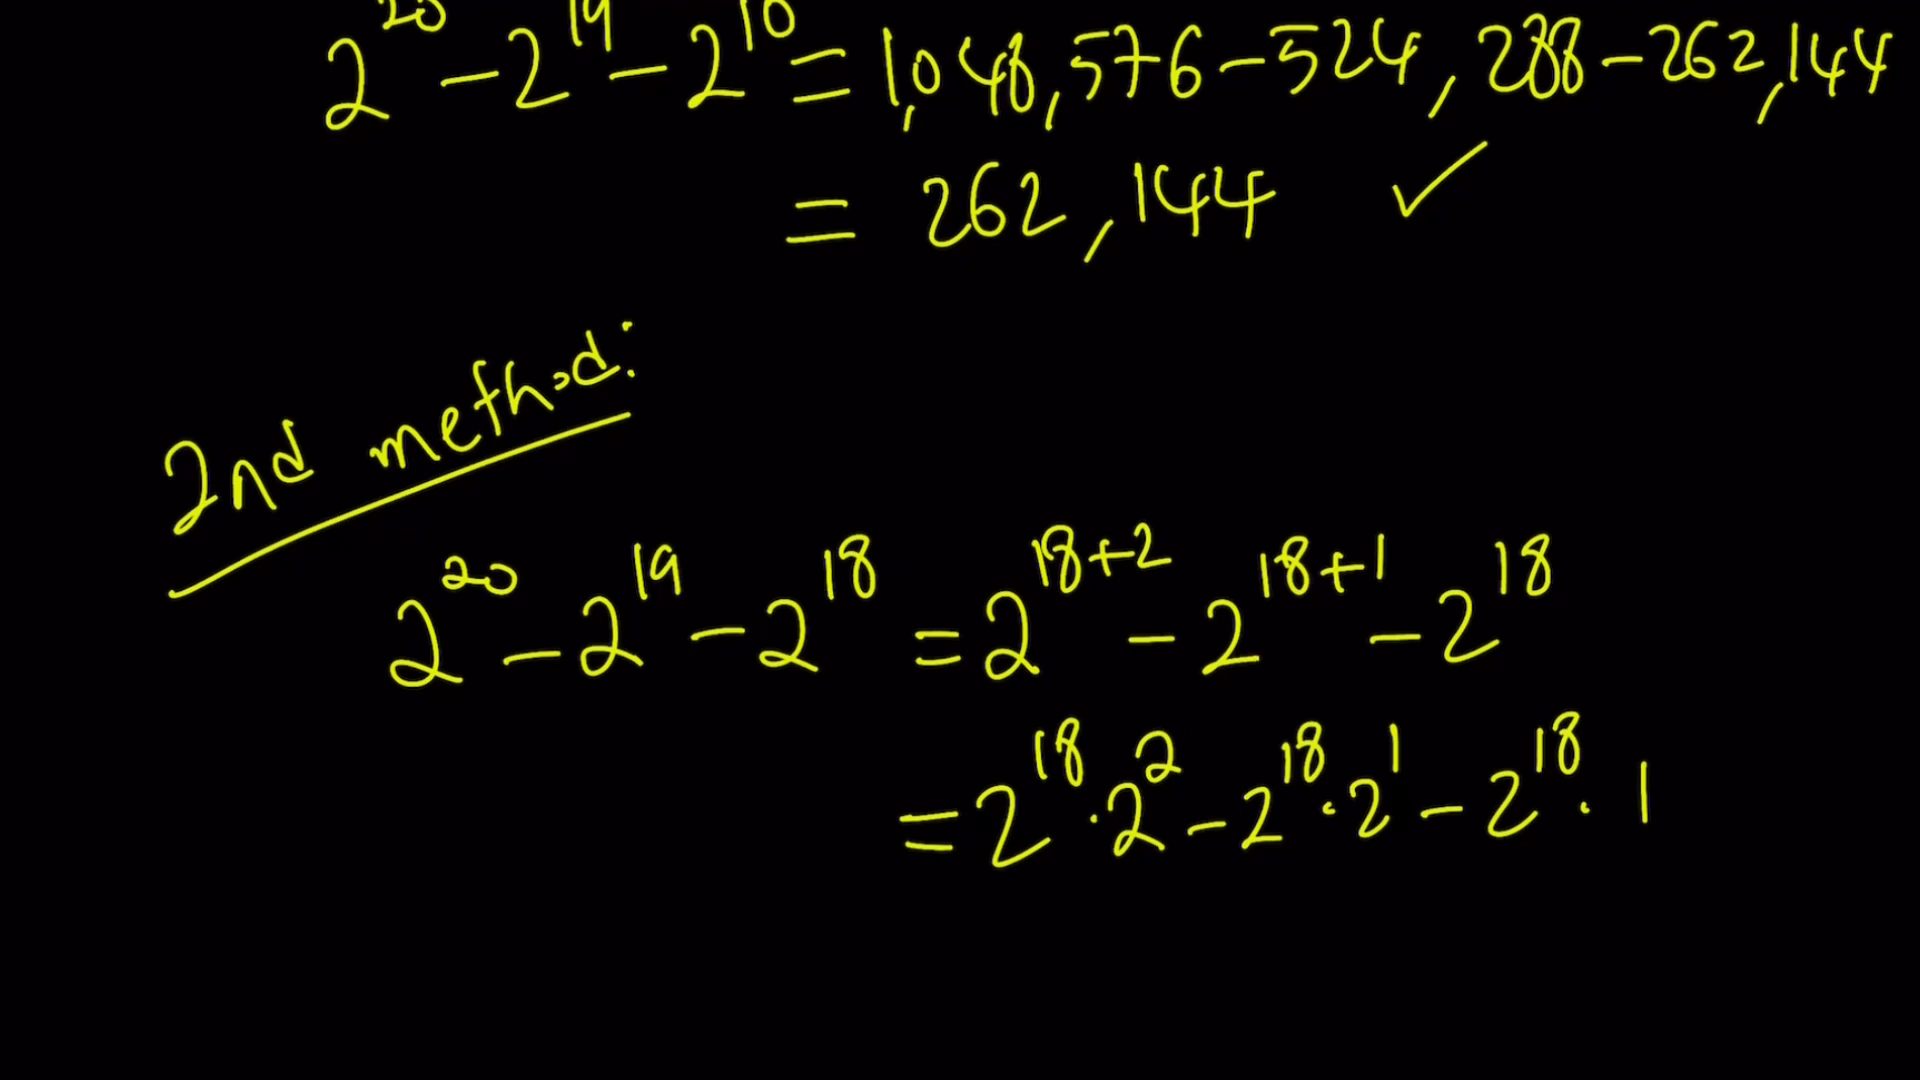 2^20 - 2^19 - 2^18 = 1,048,576 - 524,288 - 262,144
= 262,144 ✓
2nd method:
2^20 - 2^19 - 2^18 = 2^18+2 - 2^18+1 - 2^18
= 2^18 · 2^2 - 2^18 · 2^1 - 2^18 · 1